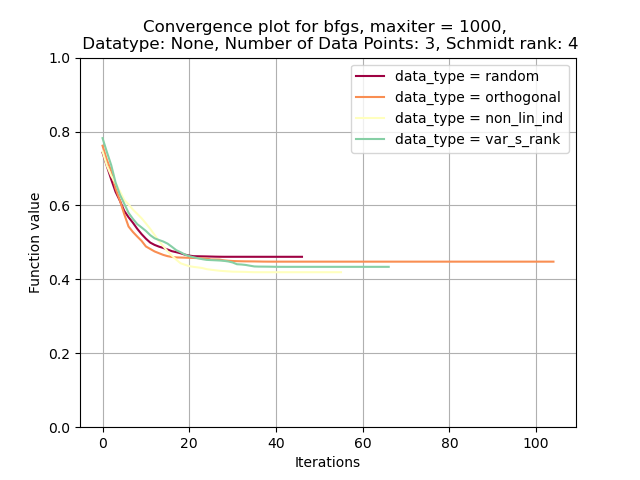 Convergence plot for bfgs, maxiter = 1000,
Datatype: None, Number of Data Points: 3, Schmidt rank: 4
data_type = random
data_type = orthogonal
data_type = non_lin_ind
data_type = var_s_rank
Function value
1.0
0.8
0.6
0.4
0.2
0.0
0 20 40 60 80 100
Iterations